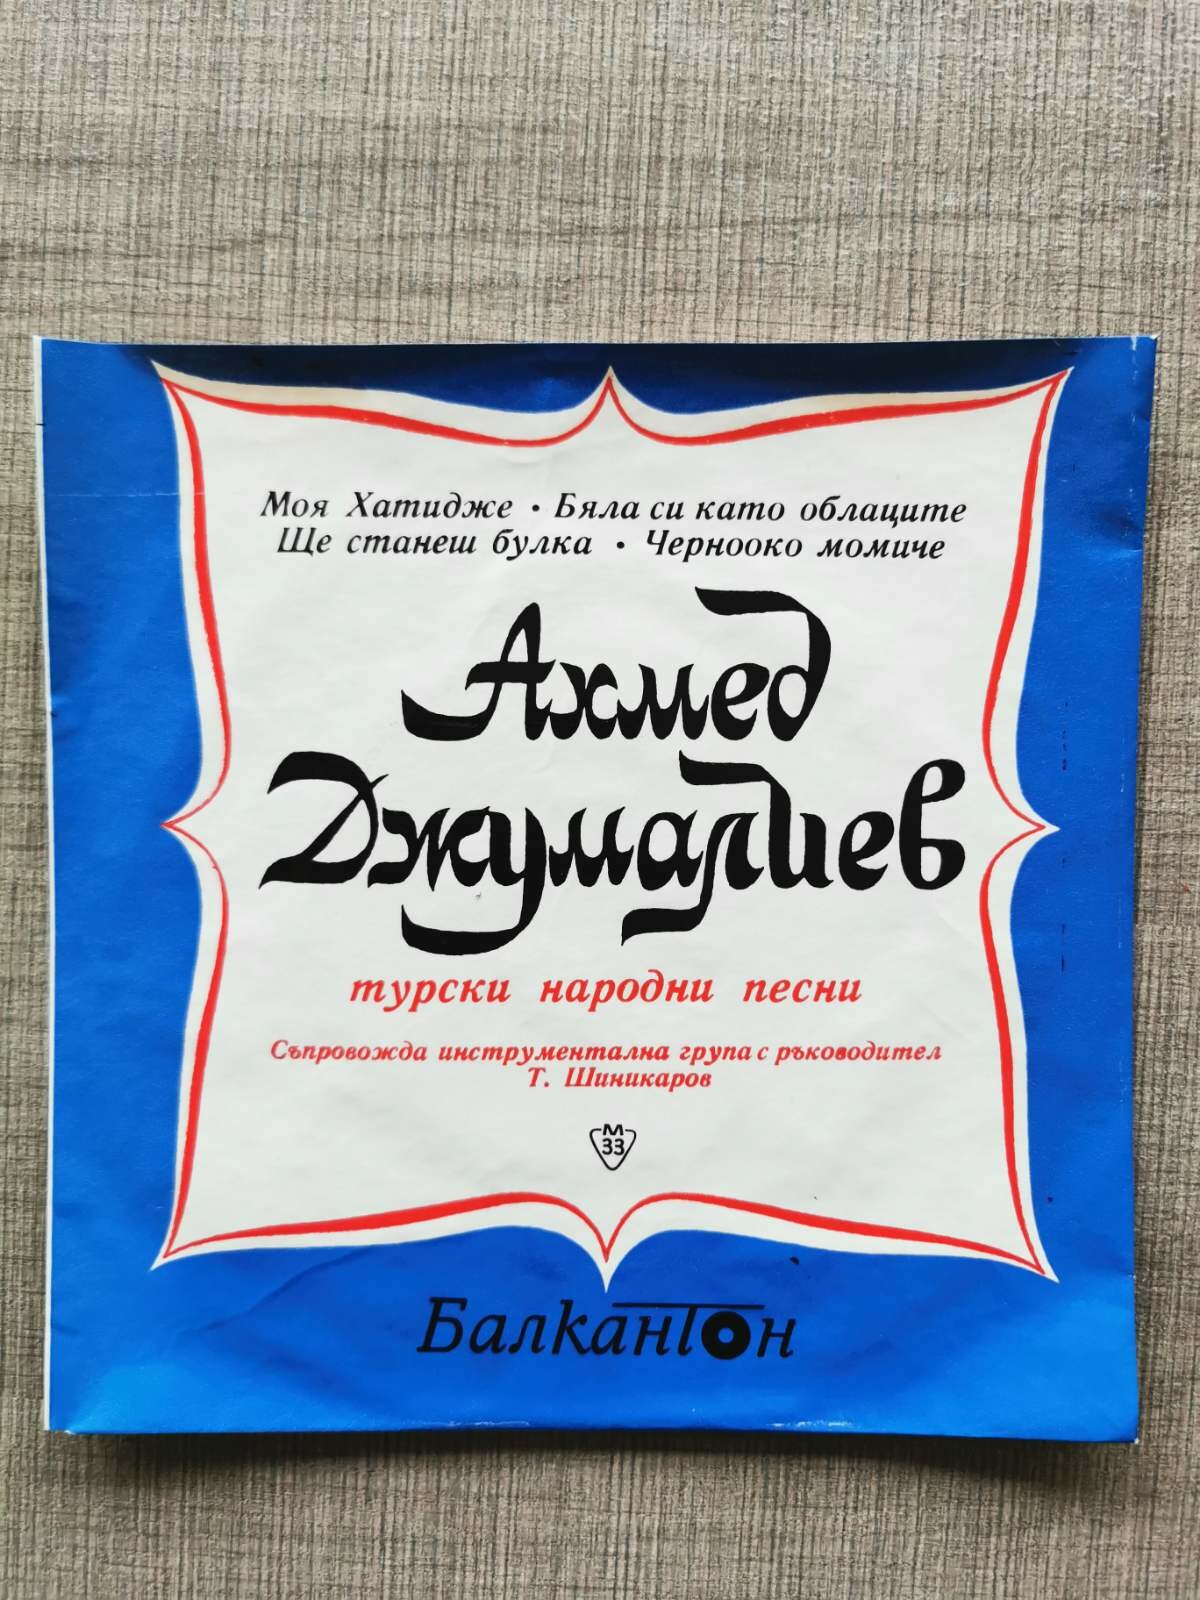 Моя Хатидже • Бяла си като облаците
Ще станеш булка • Чернооко момиче
Ахмед
Джумалиев
турски народни песни
Съпровожда инструментална група с ръководител
Т. Шиникаров
М
33
Балкантон